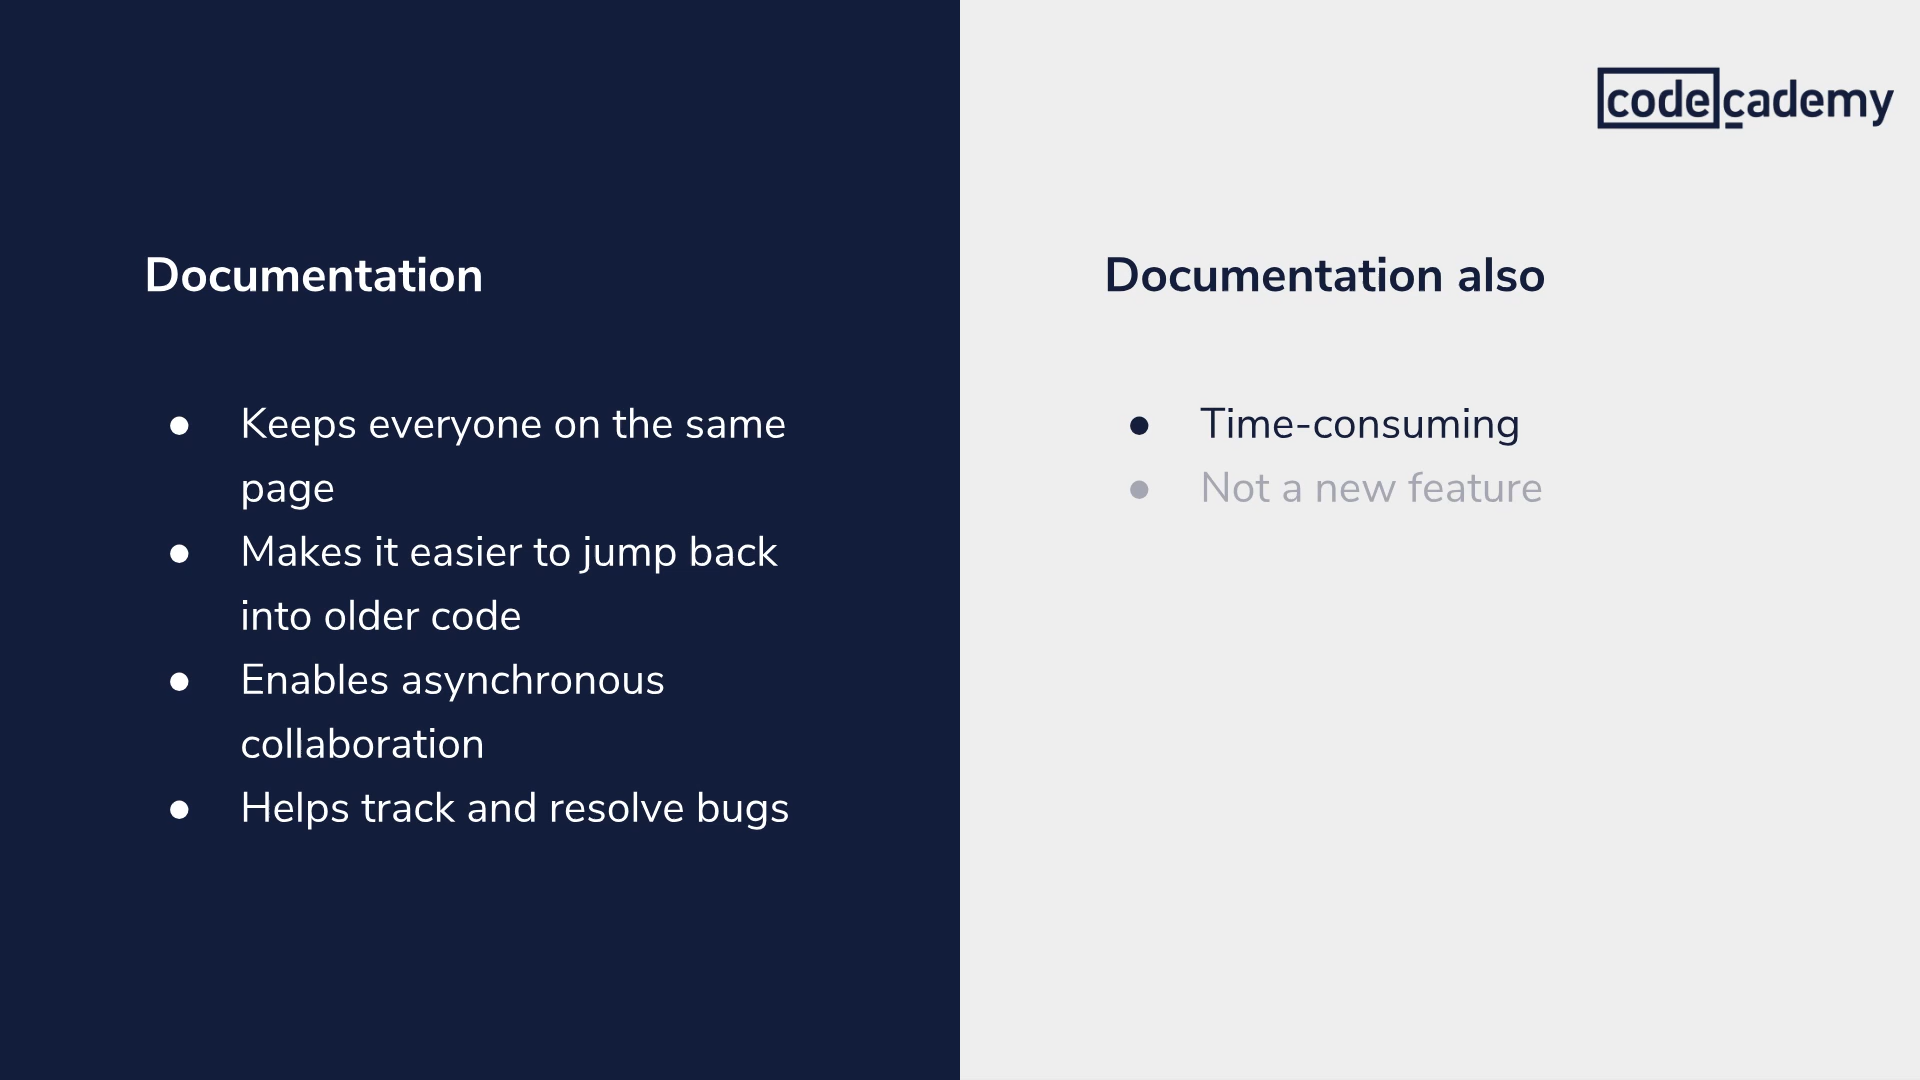 codecademy
Documentation
● Keeps everyone on the same
page
● Makes it easier to jump back
into older code
● Enables asynchronous
collaboration
● Helps track and resolve bugs
Documentation also
● Time-consuming
● Not a new feature